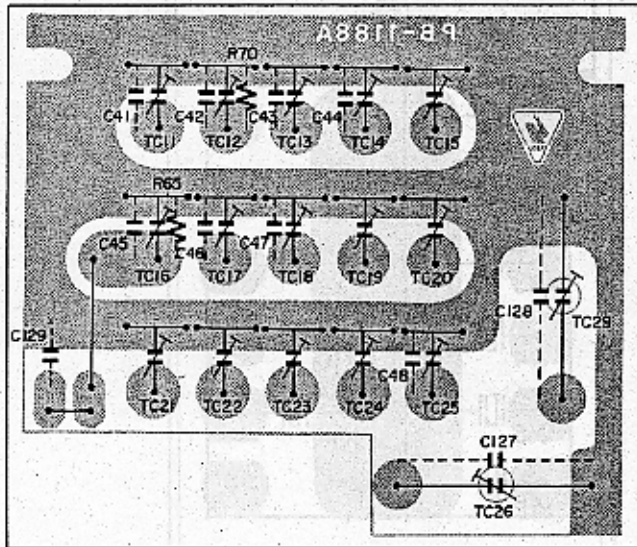 PB-1188A
R70
C41 C42 C43 C44
TC11 TC12 TC13 TC14 TC15
R65
C45 C46 C47
TC16 TC17 TC18 TC19 TC20
C128
TC29
C129
C48
TC21 TC22 TC23 TC24 TC25
C127
TC26